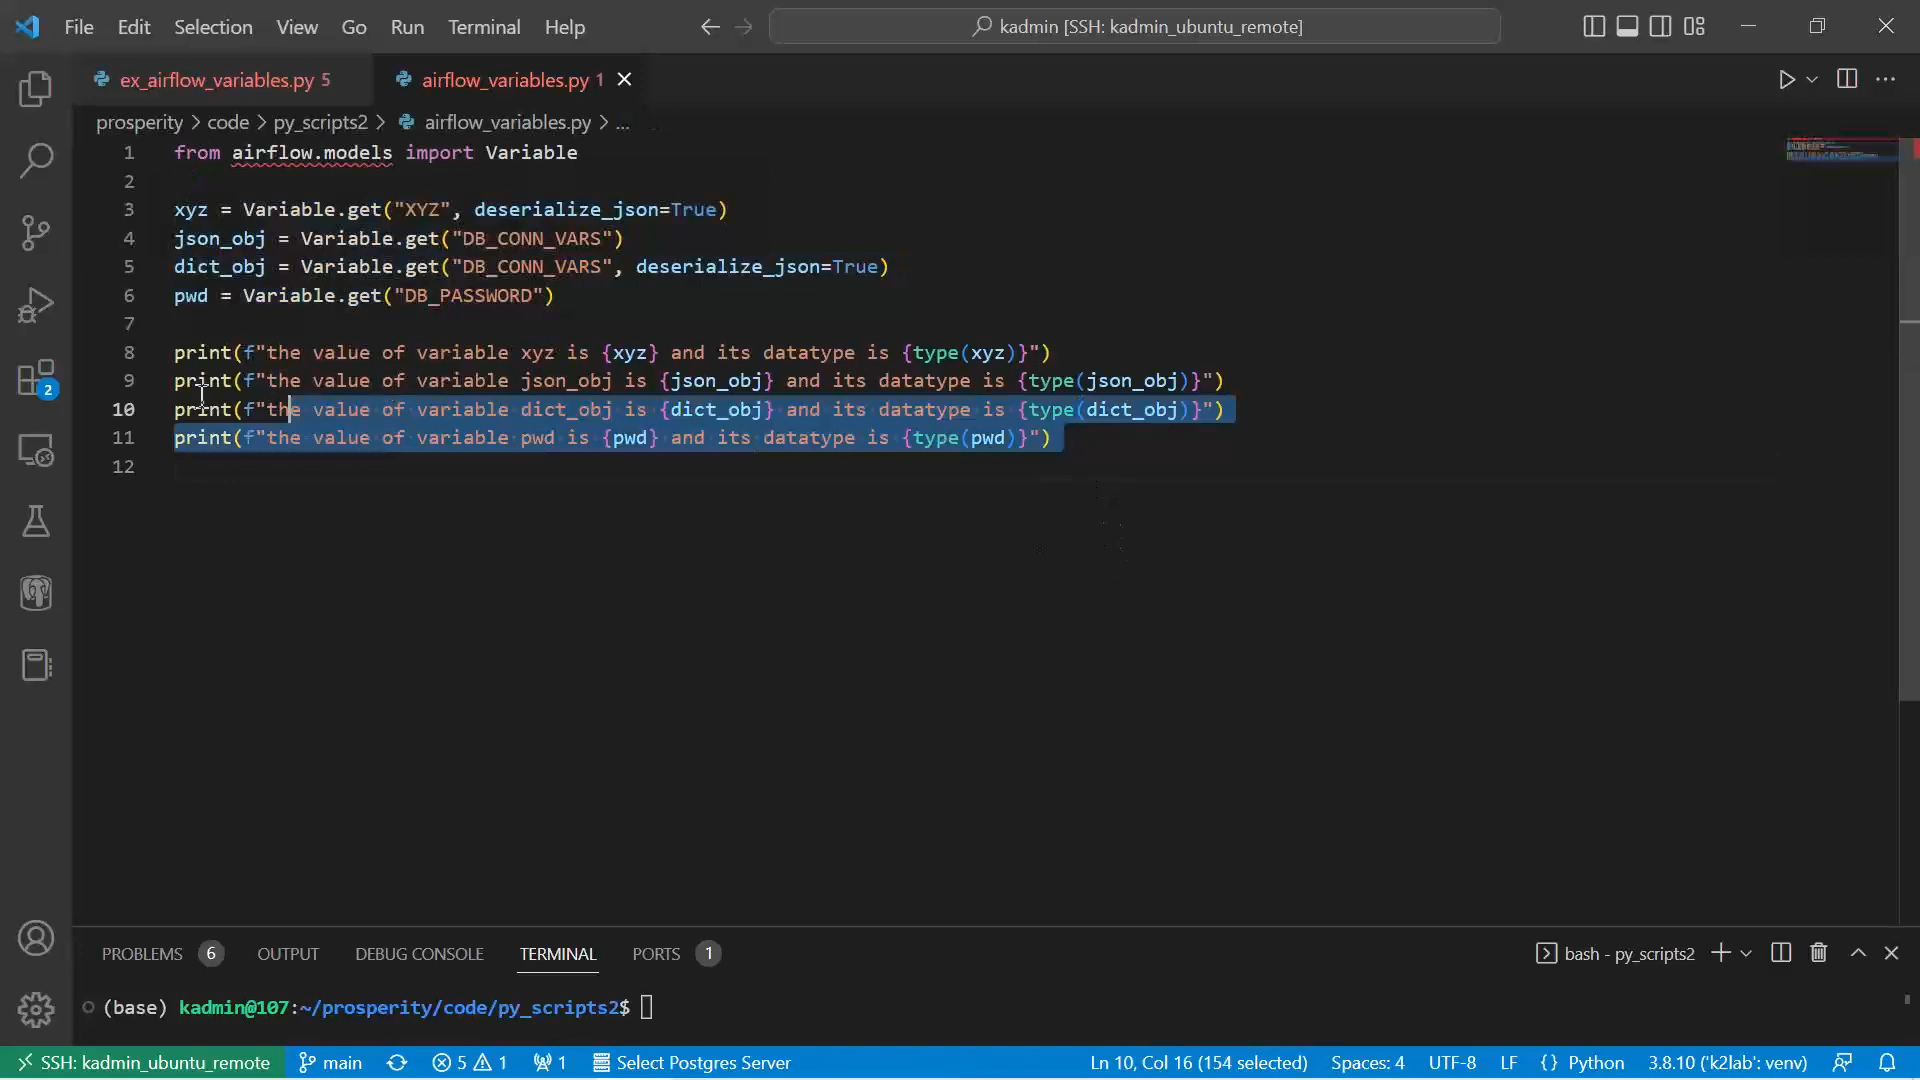 File Edit Selection View Go Run Terminal Help kadmin [SSH: kadmin_ubuntu_remote]
ex_airflow_variables.py 5 airflow_variables.py 1
prosperity > code > py_scripts2 > airflow_variables.py > ...
1 from airflow.models import Variable
2
3 xyz = Variable.get("XYZ", deserialize_json=True)
4 json_obj = Variable.get("DB_CONN_VARS")
5 dict_obj = Variable.get("DB_CONN_VARS", deserialize_json=True)
6 pwd = Variable.get("DB_PASSWORD")
7
8 print(f"the value of variable xyz is {xyz} and its datatype is {type(xyz)}")
9 print(f"the value of variable json_obj is {json_obj} and its datatype is {type(json_obj)}")
10 print(f"the value of variable dict_obj is {dict_obj} and its datatype is {type(dict_obj)}")
11 print(f"the value of variable pwd is {pwd} and its datatype is {type(pwd)}")
12
2
PROBLEMS 6 OUTPUT DEBUG CONSOLE TERMINAL PORTS 1 bash - py_scripts2
(base) kadmin@107:~/prosperity/code/py_scripts2$
SSH: kadmin_ubuntu_remote main 5 1 1 Select Postgres Server Ln 10, Col 16 (154 selected) Spaces: 4 UTF-8 LF {} Python 3.8.10 ('k2lab': venv)